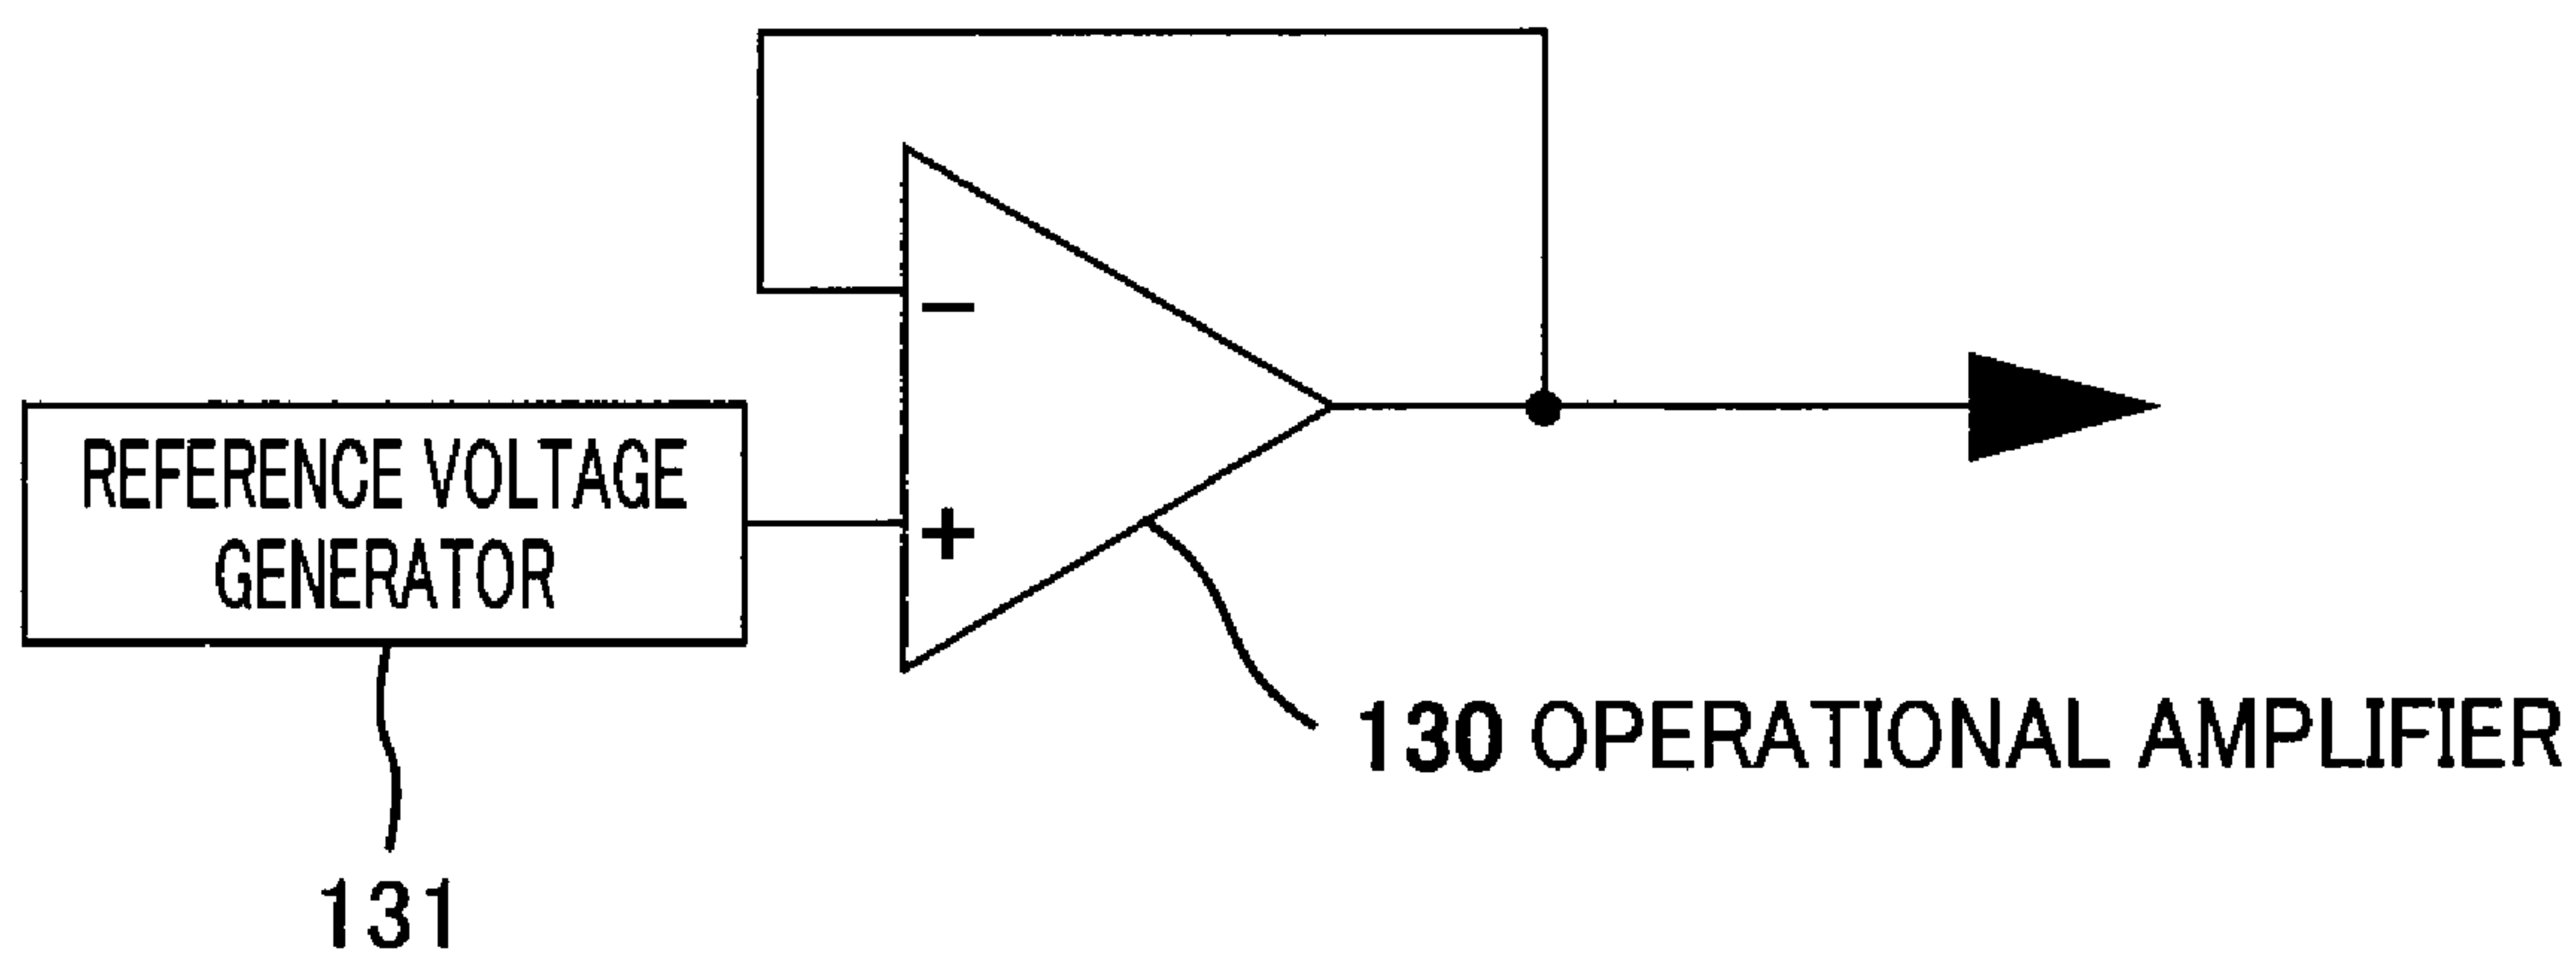 −
REFERENCE VOLTAGE
GENERATOR
+
130 OPERATIONAL AMPLIFIER
131